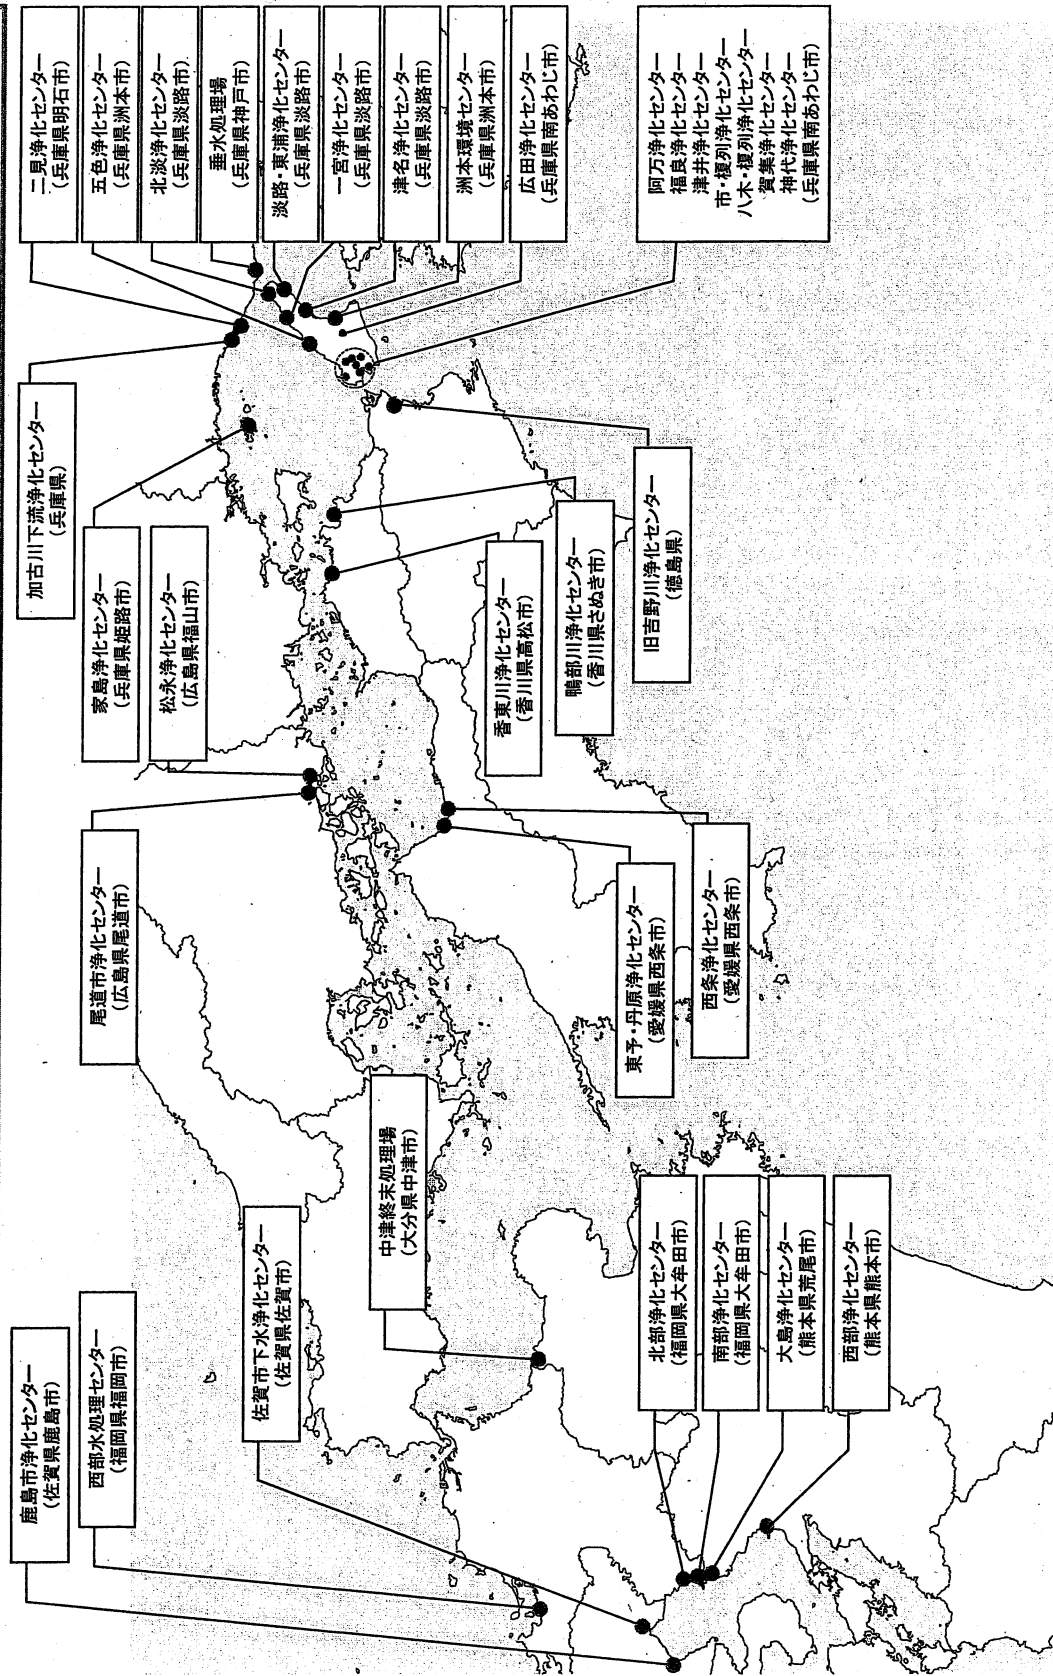 二見浄化センター
(兵庫県明石市)
五色浄化センター
(兵庫県洲本市)
北淡浄化センター
(兵庫県淡路市)
垂水処理場
(兵庫県神戸市)
淡路・東浦浄化センター
(兵庫県淡路市)
一宮浄化センター
(兵庫県淡路市)
津名浄化センター
(兵庫県淡路市)
洲本環境センター
(兵庫県洲本市)
広田浄化センター
(兵庫県南あわじ市)
阿万浄化センター
福良浄化センター
津井浄化センター
市・榎列浄化センター
八木・榎列浄化センター
賀集浄化センター
神代浄化センター
(兵庫県南あわじ市)
加古川下流浄化センター
(兵庫県)
家島浄化センター
(兵庫県姫路市)
松永浄化センター
(広島県福山市)
香東川浄化センター
(香川県高松市)
鴨部川浄化センター
(香川県さぬき市)
旧吉野川浄化センター
(徳島県)
尾道市浄化センター
(広島県尾道市)
東予・丹原浄化センター
(愛媛県西条市)
西条浄化センター
(愛媛県西条市)
中津終末処理場
(大分県中津市)
鹿島市浄化センター
(佐賀県鹿島市)
西部水処理センター
(福岡県福岡市)
佐賀市下水浄化センター
(佐賀県佐賀市)
北部浄化センター
(福岡県大牟田市)
南部浄化センター
(福岡県大牟田市)
大島浄化センター
(熊本県荒尾市)
西部浄化センター
(熊本県熊本市)